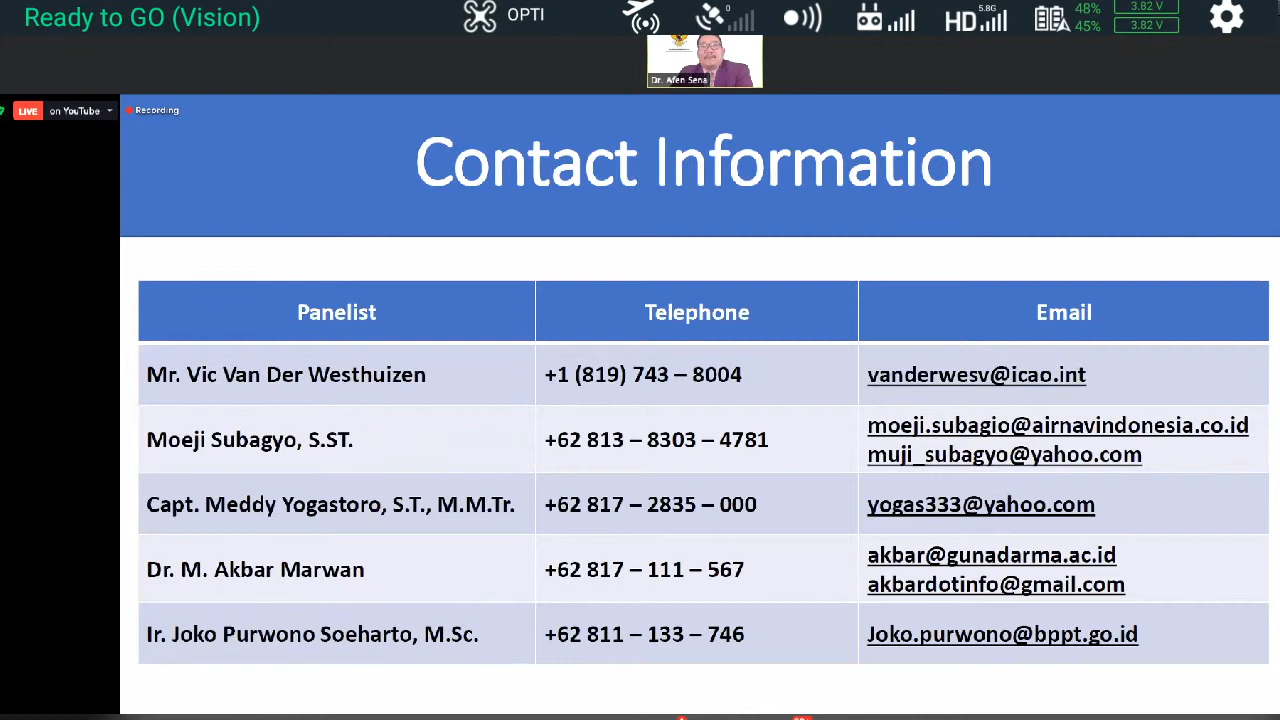 Ready to GO (Vision)
OPTI
0
HD 5.8G
48% 3.82 V
45% 3.82 V
Dr. Afen Sena
LIVE on YouTube
Recording
Contact Information
Panelist Telephone Email
Mr. Vic Van Der Westhuizen +1 (819) 743 – 8004 vanderwesv@icao.int
Moeji Subagyo, S.ST. +62 813 – 8303 – 4781 moeji.subagio@airnavindonesia.co.id
muji_subagyo@yahoo.com
Capt. Meddy Yogastoro, S.T., M.M.Tr. +62 817 – 2835 – 000 yogas333@yahoo.com
Dr. M. Akbar Marwan +62 817 – 111 – 567 akbar@gunadarma.ac.id
akbardotinfo@gmail.com
Ir. Joko Purwono Soeharto, M.Sc. +62 811 – 133 – 746 Joko.purwono@bppt.go.id